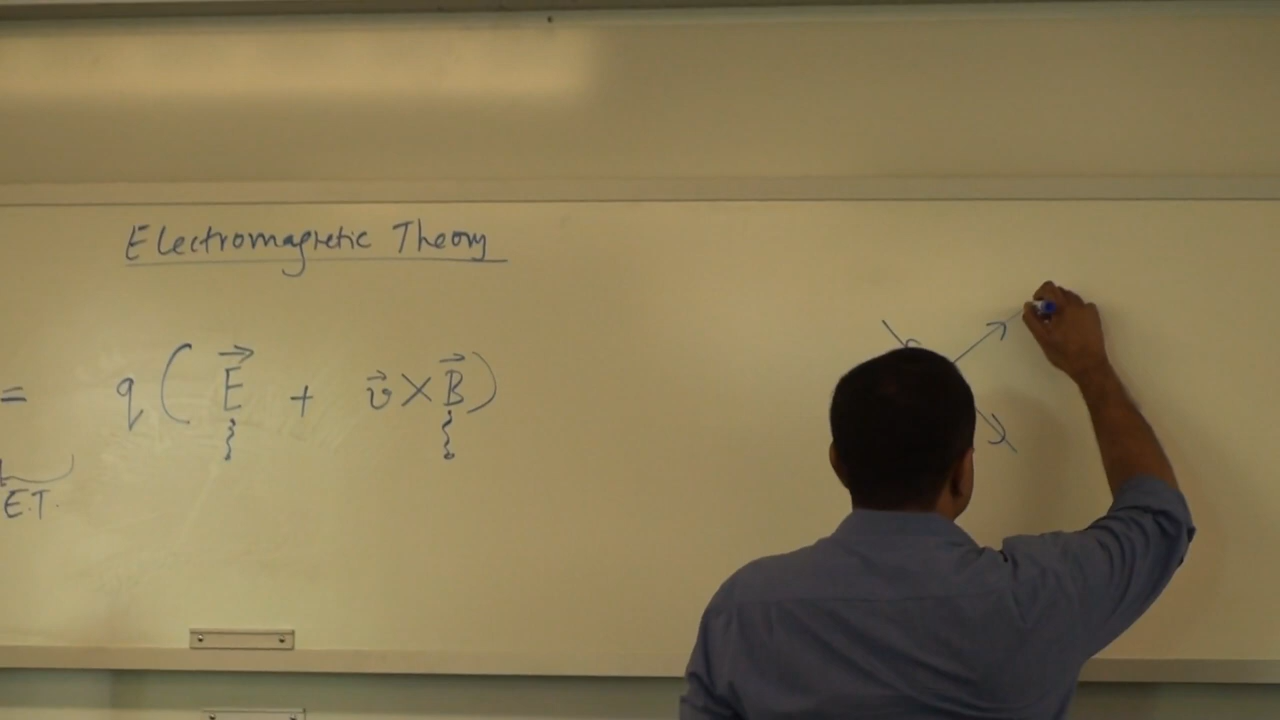 Electromagnetic Theory
= q ( E⃗ + v⃗ × B⃗ )
E.T.